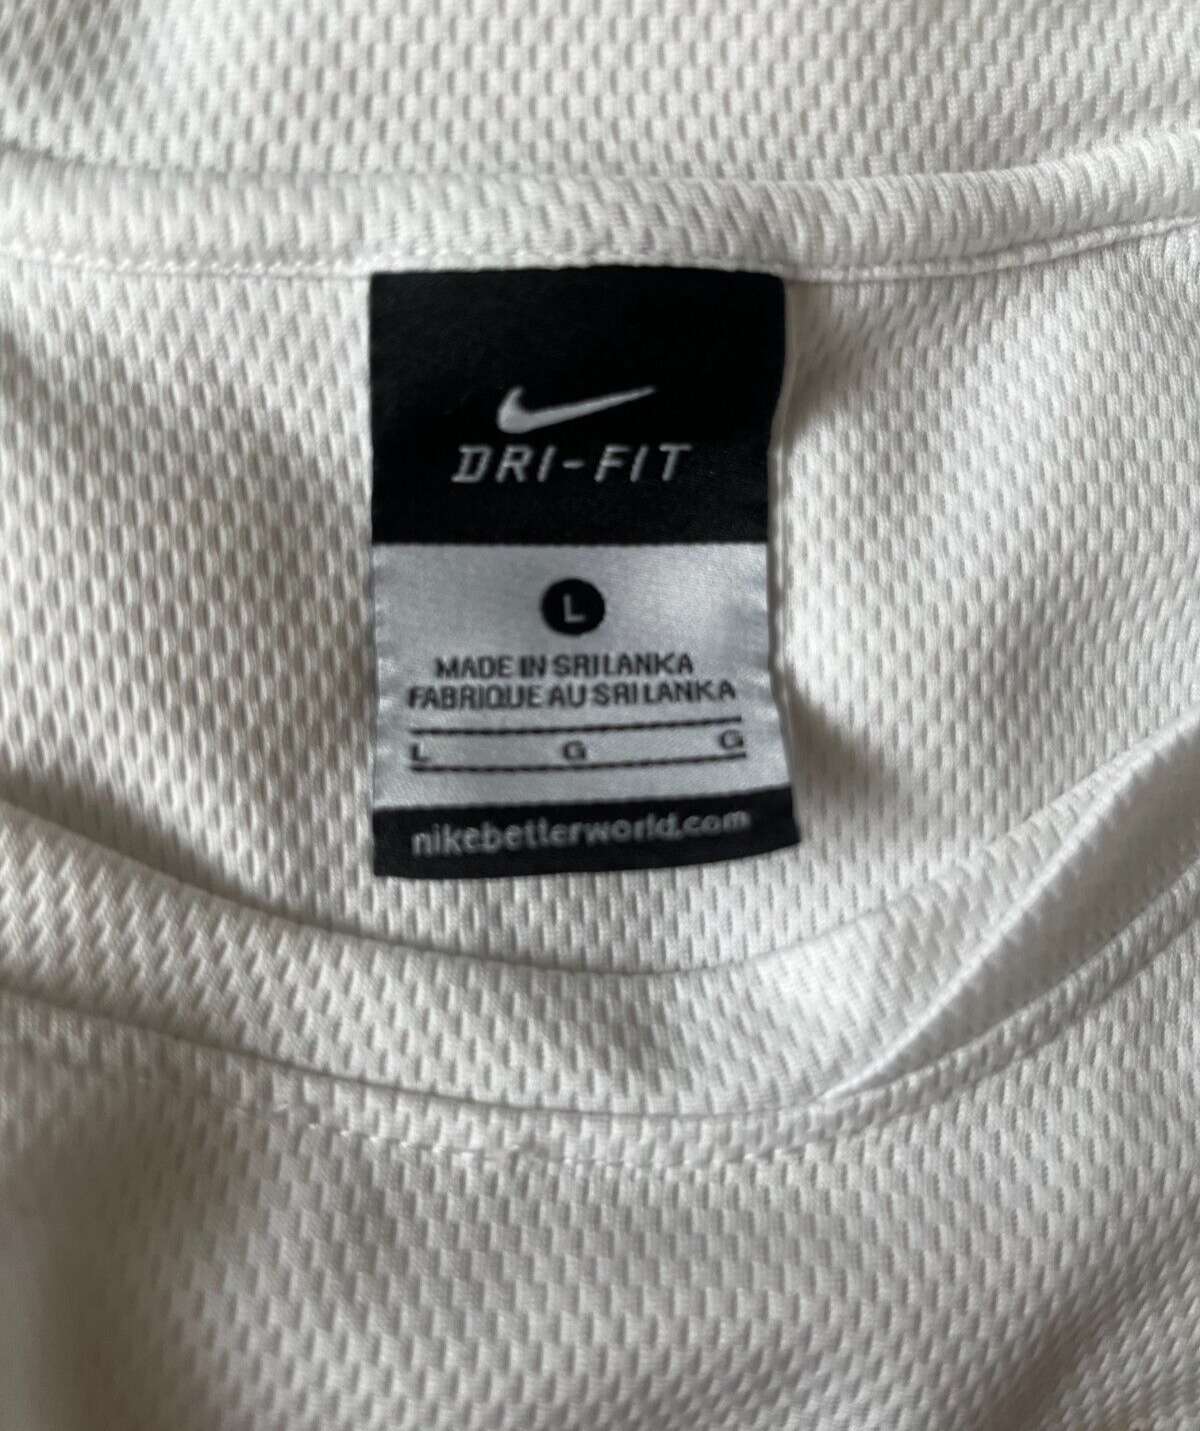 DRI-FIT
L
MADE IN SRI LANKA
FABRIQUE AU SRI LANKA
L G G
nikebetterworld.com